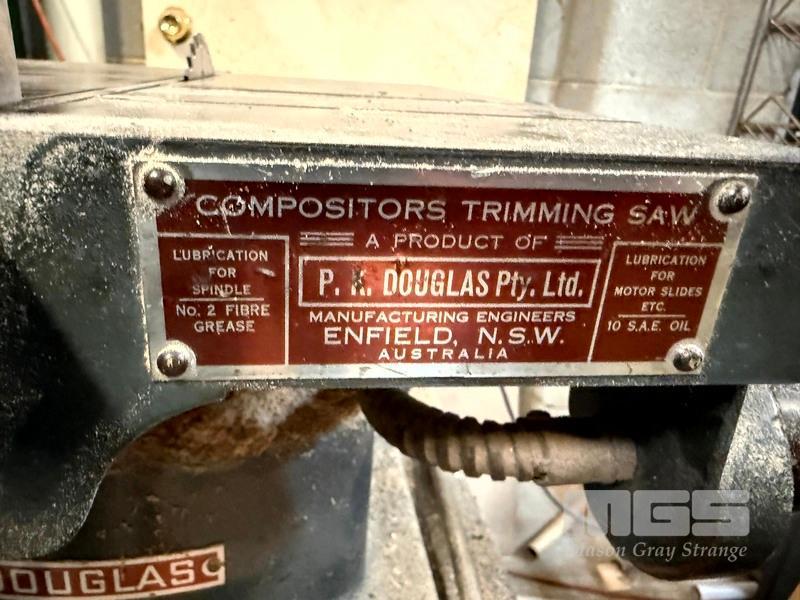 COMPOSITORS TRIMMING SAW
A PRODUCT OF
P. DOUGLAS Pty. Ltd.
MANUFACTURING ENGINEERS
ENFIELD, N.S.W.
AUSTRALIA
LUBRICATION
FOR
SPINDLE
No. 2 FIBRE
GREASE
LUBRICATION
FOR
MOTOR SLIDES
ETC.
10 S.A.E. OIL
DOUGLAS
MGS
Mason Gray Strange